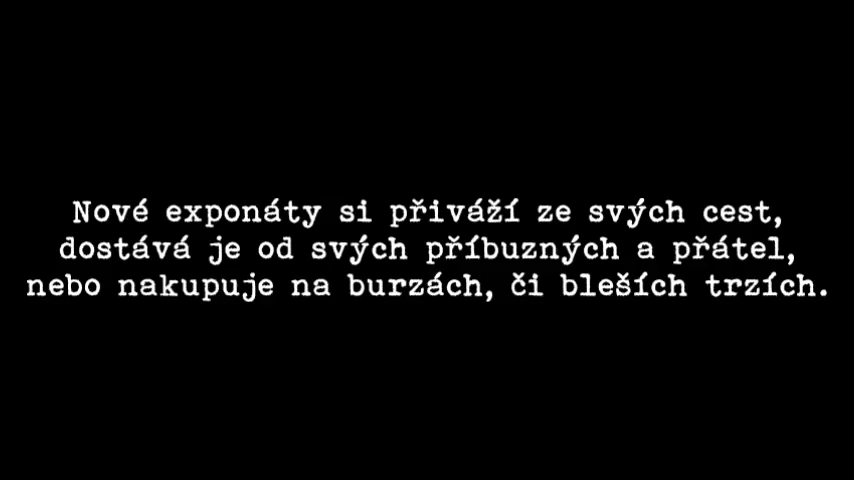 Nové exponáty si přiváží ze svých cest,
dostává je od svých příbuzných a přátel,
nebo nakupuje na burzách, či bleších trzích.